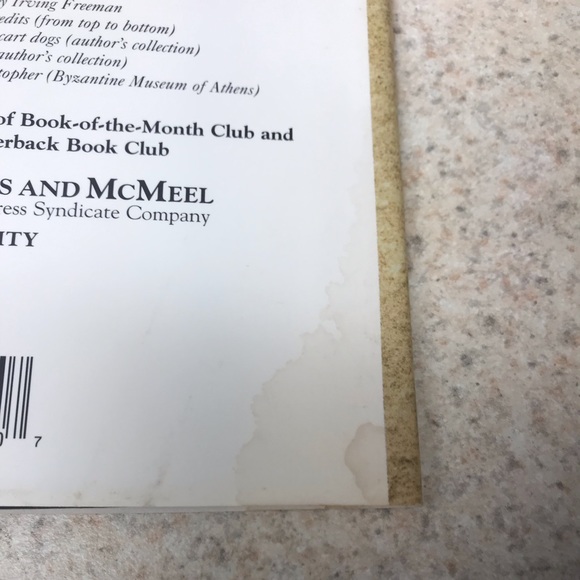 y Irving Freeman
edits (from top to bottom)
cart dogs (author's collection)
author's collection)
topher (Byzantine Museum of Athens)
of Book-of-the-Month Club and
erback Book Club
S AND MCMEEL
ress Syndicate Company
ITY
7